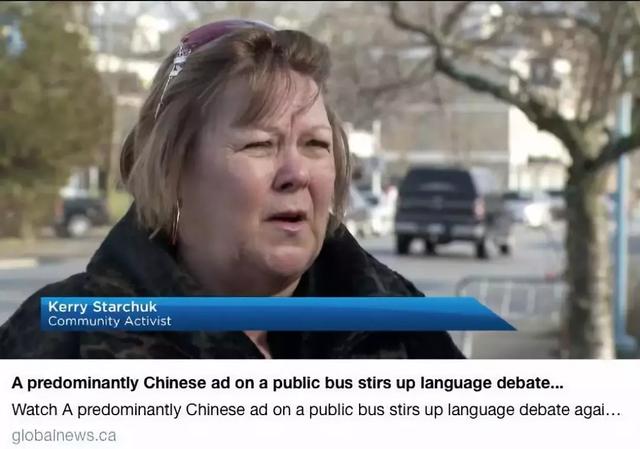 Kerry Starchuk
Community Activist
A predominantly Chinese ad on a public bus stirs up language debate...
Watch A predominantly Chinese ad on a public bus stirs up language debate agai...
globalnews.ca